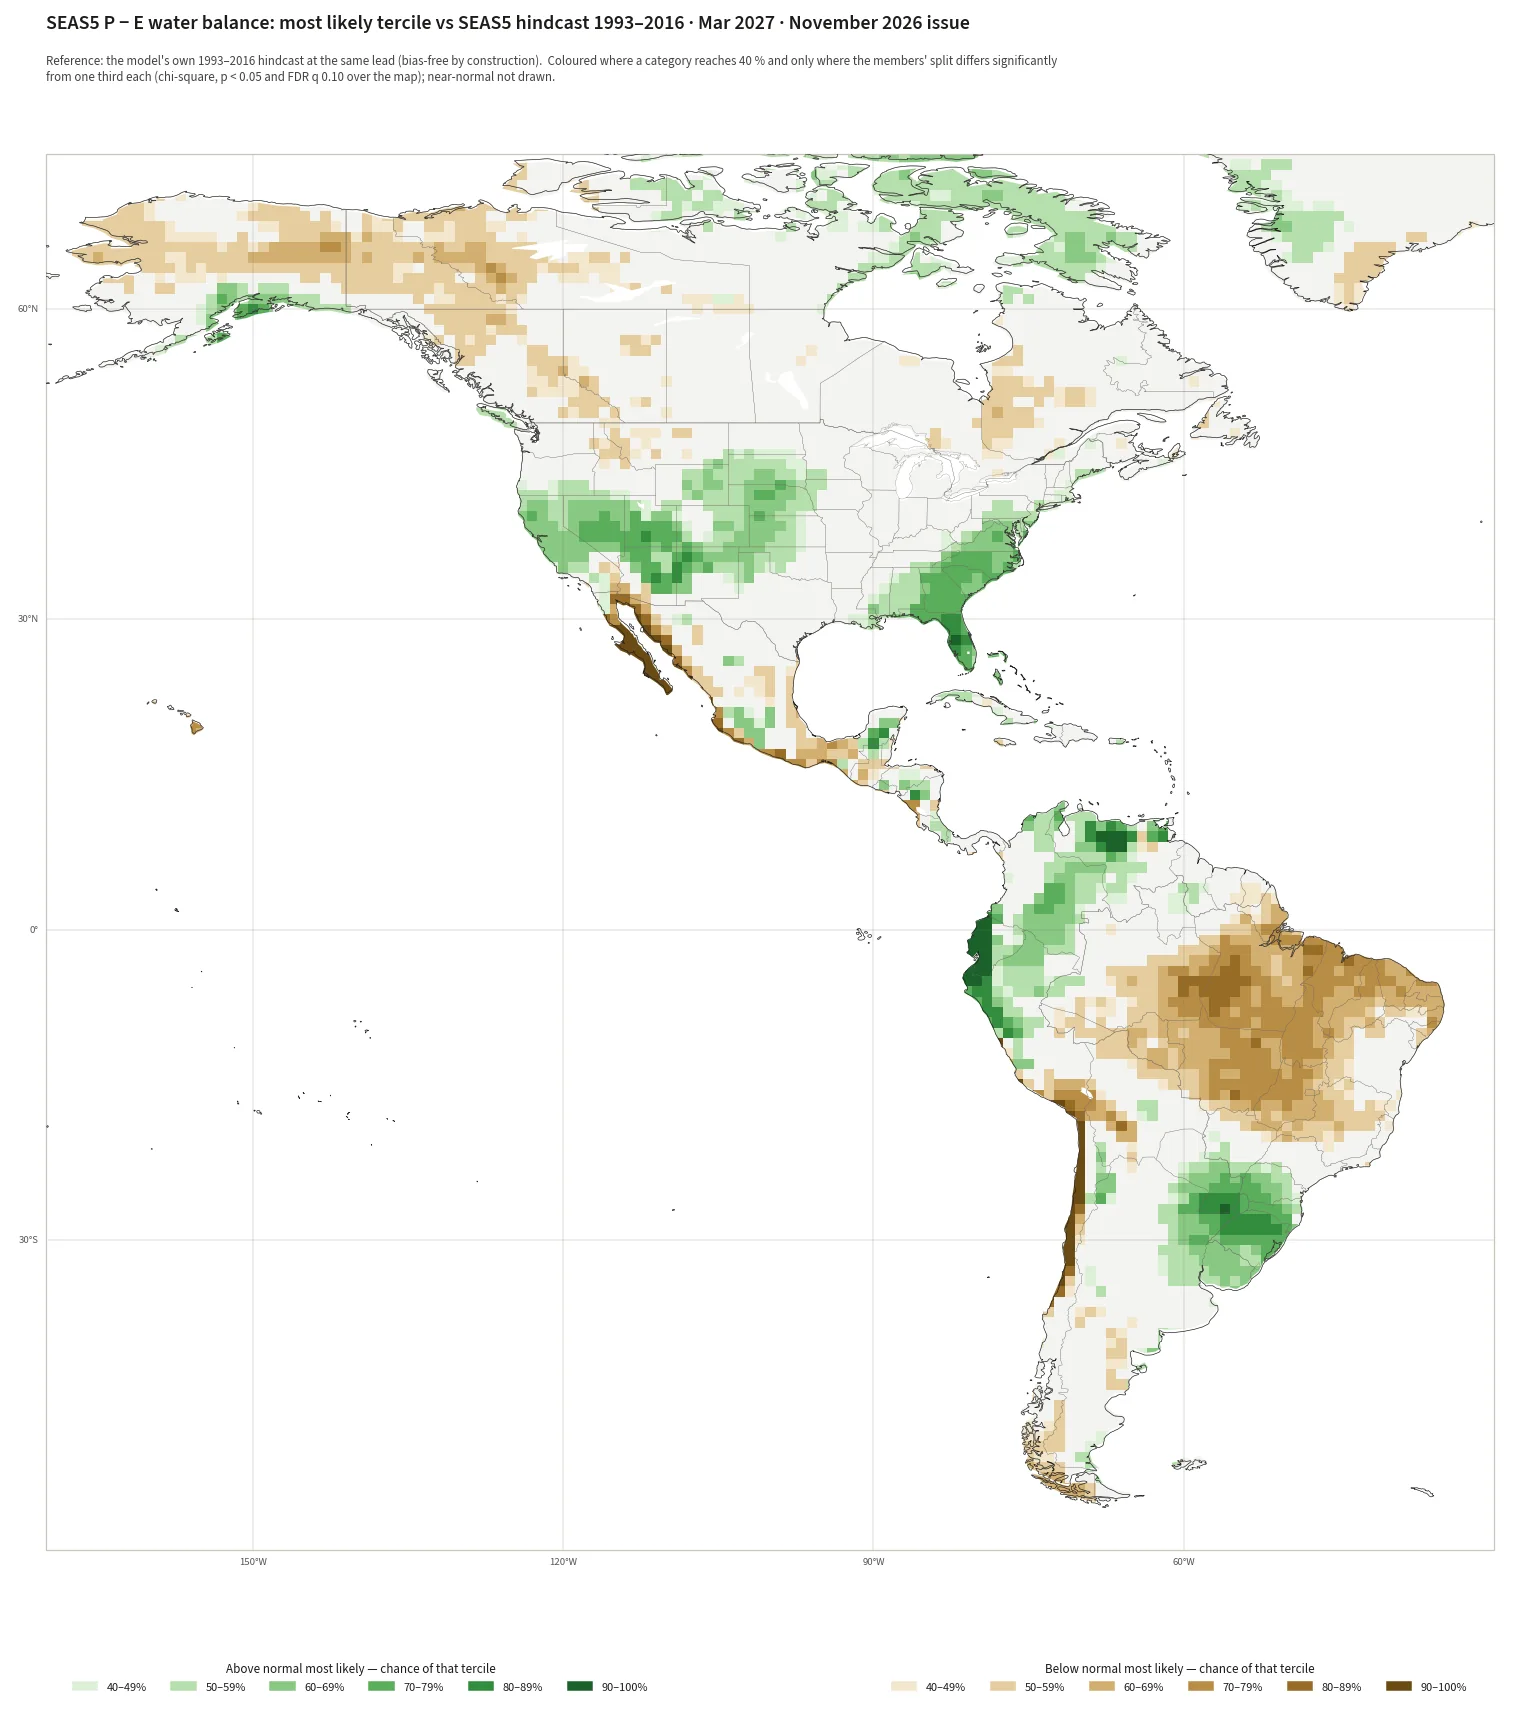 SEAS5 P − E water balance: most likely tercile vs SEAS5 hindcast 1993–2016 · Mar 2027 · November 2026 issue
Reference: the model's own 1993–2016 hindcast at the same lead (bias-free by construction). Coloured where a category reaches 40 % and only where the members' split differs significantly
from one third each (chi-square, p < 0.05 and FDR q 0.10 over the map); near-normal not drawn.
60°N
30°N
0°
30°S
150°W 120°W 90°W 60°W
Above normal most likely — chance of that tercile
40–49% 50–59% 60–69% 70–79% 80–89% 90–100%
Below normal most likely — chance of that tercile
40–49% 50–59% 60–69% 70–79% 80–89% 90–100%